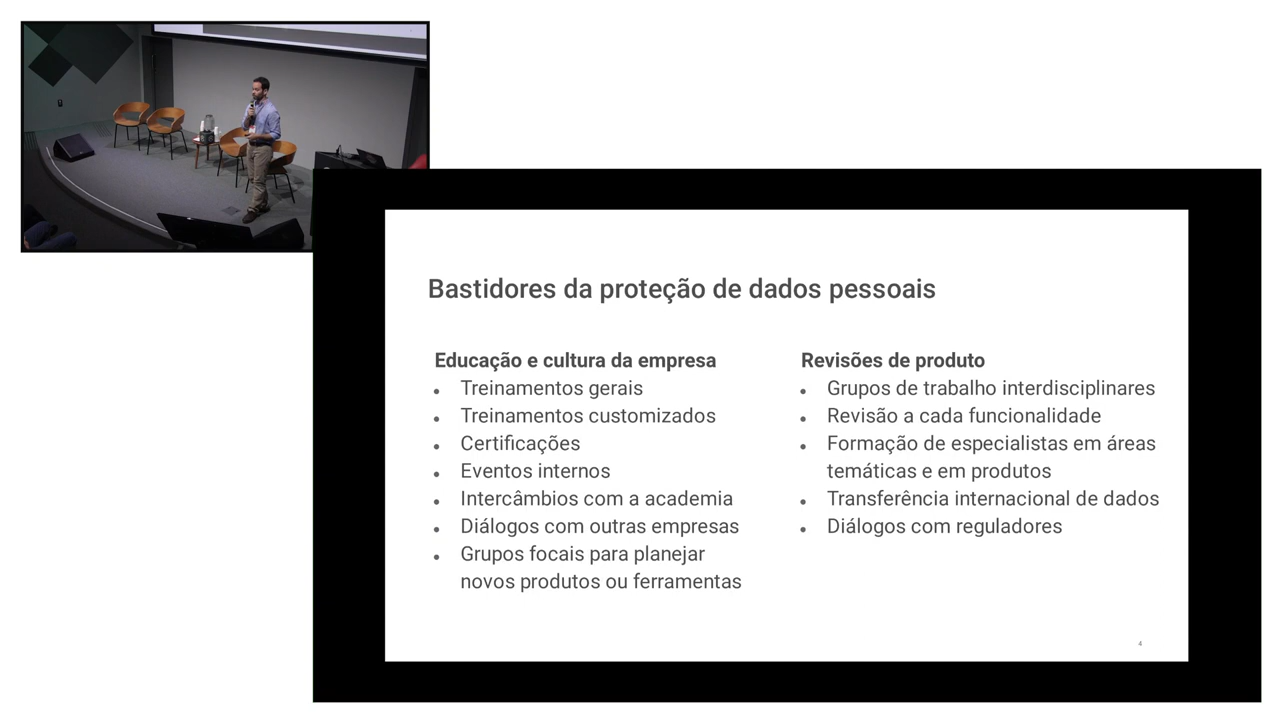 Bastidores da proteção de dados pessoais
Educação e cultura da empresa
• Treinamentos gerais
• Treinamentos customizados
• Certificações
• Eventos internos
• Intercâmbios com a academia
• Diálogos com outras empresas
• Grupos focais para planejar
novos produtos ou ferramentas
Revisões de produto
• Grupos de trabalho interdisciplinares
• Revisão a cada funcionalidade
• Formação de especialistas em áreas
temáticas e em produtos
• Transferência internacional de dados
• Diálogos com reguladores
4